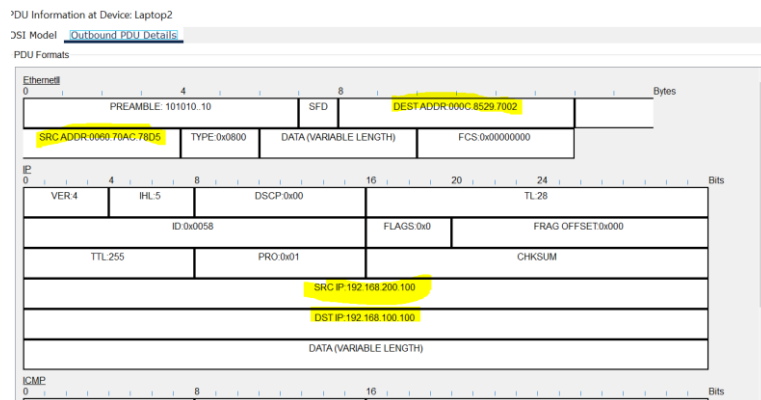 PDU Information at Device: Laptop2
OSI Model Outbound PDU Details
PDU Formats
EthernetII
0 4 8 Bytes
PREAMBLE: 101010..10 SFD DEST ADDR:000C.8529.7002
SRC ADDR:0060.70AC.78D5 TYPE:0x0800 DATA (VARIABLE LENGTH) FCS:0x00000000
IP
0 4 8 16 20 24 Bits
VER:4 IHL:5 DSCP:0x00 TL:28
ID:0x0058 FLAGS:0x0 FRAG OFFSET:0x000
TTL:255 PRO:0x01 CHKSUM
SRC IP:192.168.200.100
DST IP:192.168.100.100
DATA (VARIABLE LENGTH)
ICMP
0 8 16 Bits